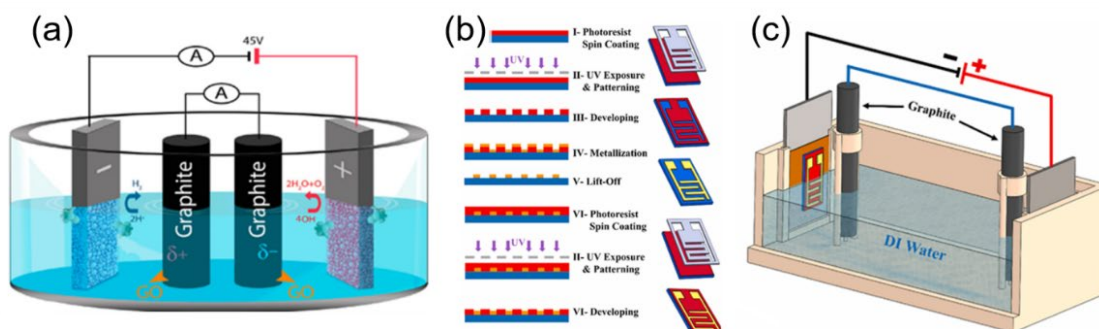 (a)
45V
A
A
−
+
Graphite
Graphite
H₂
2H⁺
2H₂O+O₂
4OH
δ+
δ−
GO
GO
(b)
I- Photoresist
Spin Coating
UV
II- UV Exposure
& Patterning
III- Developing
IV- Metallization
V- Lift-Off
VI- Photoresist
Spin Coating
UV
II- UV Exposure
& Patterning
VI- Developing
(c)
− +
Graphite
DI Water